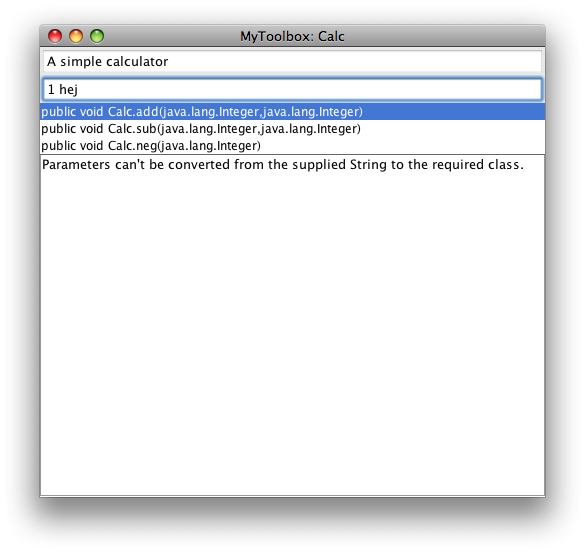 MyToolbox: Calc
A simple calculator
1 hej
public void Calc.add(java.lang.Integer,java.lang.Integer)
public void Calc.sub(java.lang.Integer,java.lang.Integer)
public void Calc.neg(java.lang.Integer)
Parameters can't be converted from the supplied String to the required class.